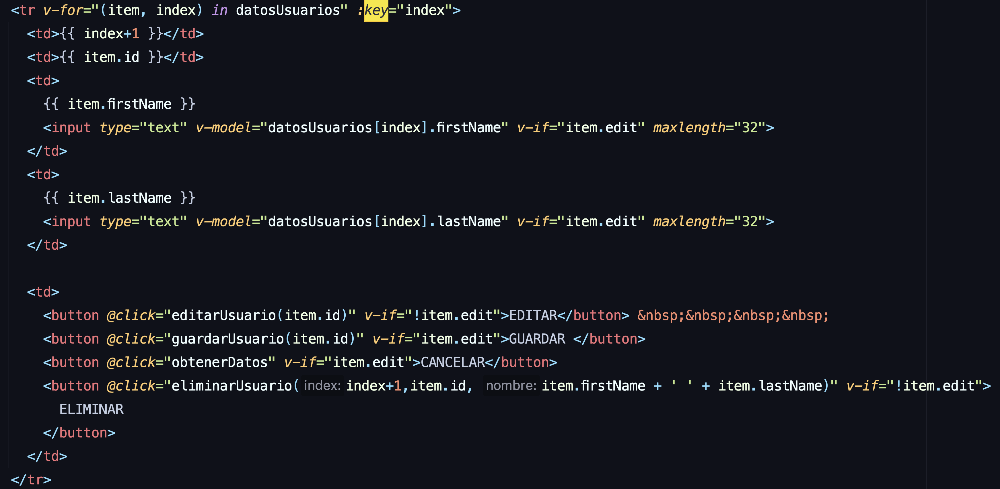 <tr v-for="(item, index) in datosUsuarios" :key="index">
<td>{{ index+1 }}</td>
<td>{{ item.id }}</td>
<td>
{{ item.firstName }}
<input type="text" v-model="datosUsuarios[index].firstName" v-if="item.edit" maxlength="32">
</td>
<td>
{{ item.lastName }}
<input type="text" v-model="datosUsuarios[index].lastName" v-if="item.edit" maxlength="32">
</td>
<td>
<button @click="editarUsuario(item.id)" v-if="!item.edit">EDITAR</button> &nbsp;&nbsp;&nbsp;&nbsp;
<button @click="guardarUsuario(item.id)" v-if="item.edit">GUARDAR </button>
<button @click="obtenerDatos" v-if="item.edit">CANCELAR</button>
<button @click="eliminarUsuario( index: index+1,item.id, nombre: item.firstName + ' ' + item.lastName)" v-if="!item.edit">
ELIMINAR
</button>
</td>
</tr>